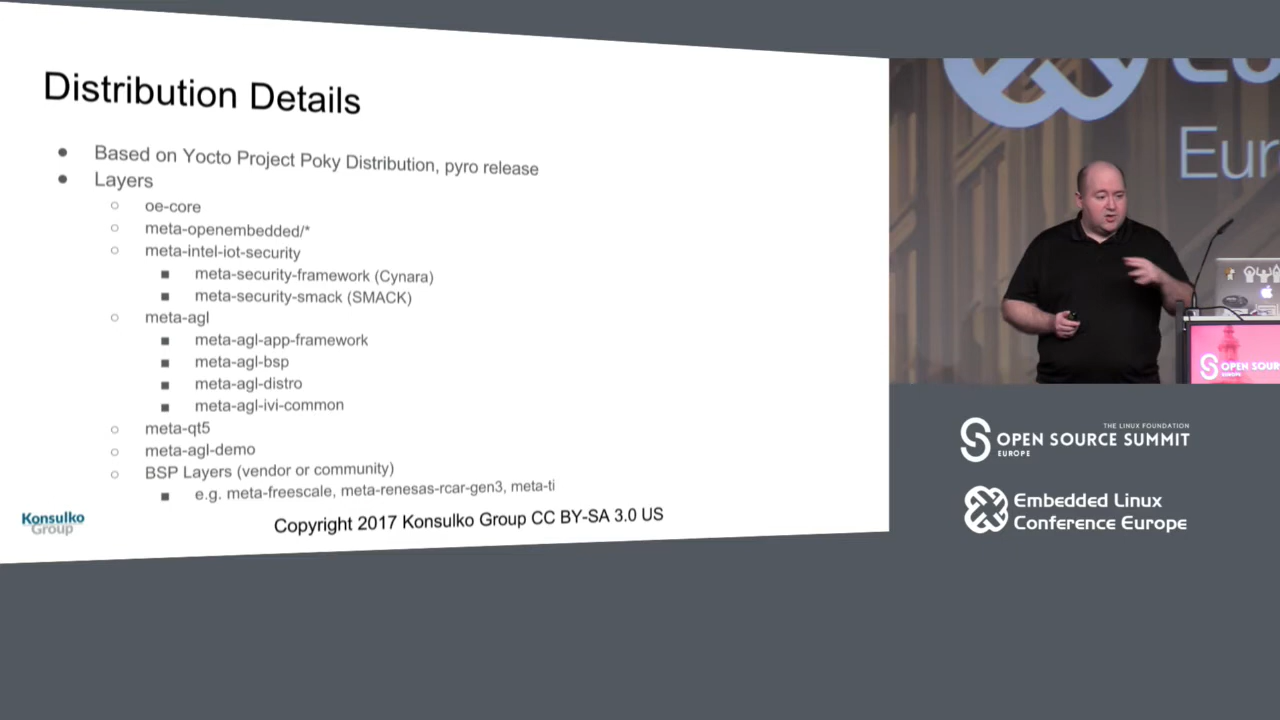 Distribution Details
● Based on Yocto Project Poky Distribution, pyro release
● Layers
○ oe-core
○ meta-openembedded/*
○ meta-intel-iot-security
■ meta-security-framework (Cynara)
■ meta-security-smack (SMACK)
○ meta-agl
■ meta-agl-app-framework
■ meta-agl-bsp
■ meta-agl-distro
■ meta-agl-ivi-common
○ meta-qt5
○ meta-agl-demo
○ BSP Layers (vendor or community)
■ e.g. meta-freescale, meta-renesas-rcar-gen3, meta-ti
Konsulko
Group
Copyright 2017 Konsulko Group CC BY-SA 3.0 US
Eur
OPEN SOUR
EUROPE
THE LINUX FOUNDATION
OPEN SOURCE SUMMIT
EUROPE
Embedded Linux
Conference Europe